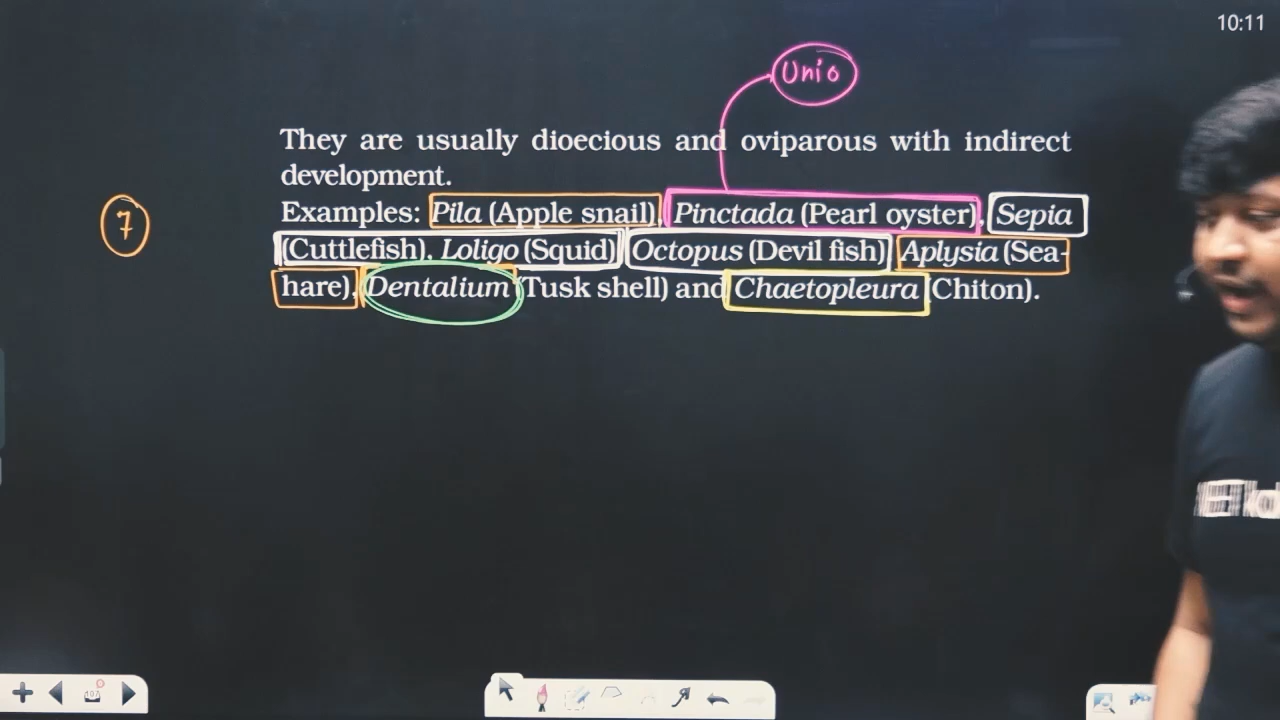 10:11
Unio
They are usually dioecious and oviparous with indirect
development.
7
Examples: Pila (Apple snail), Pinctada (Pearl oyster), Sepia
(Cuttlefish), Loligo (Squid), Octopus (Devil fish), Aplysia (Sea-
hare), Dentalium (Tusk shell) and Chaetopleura (Chiton).